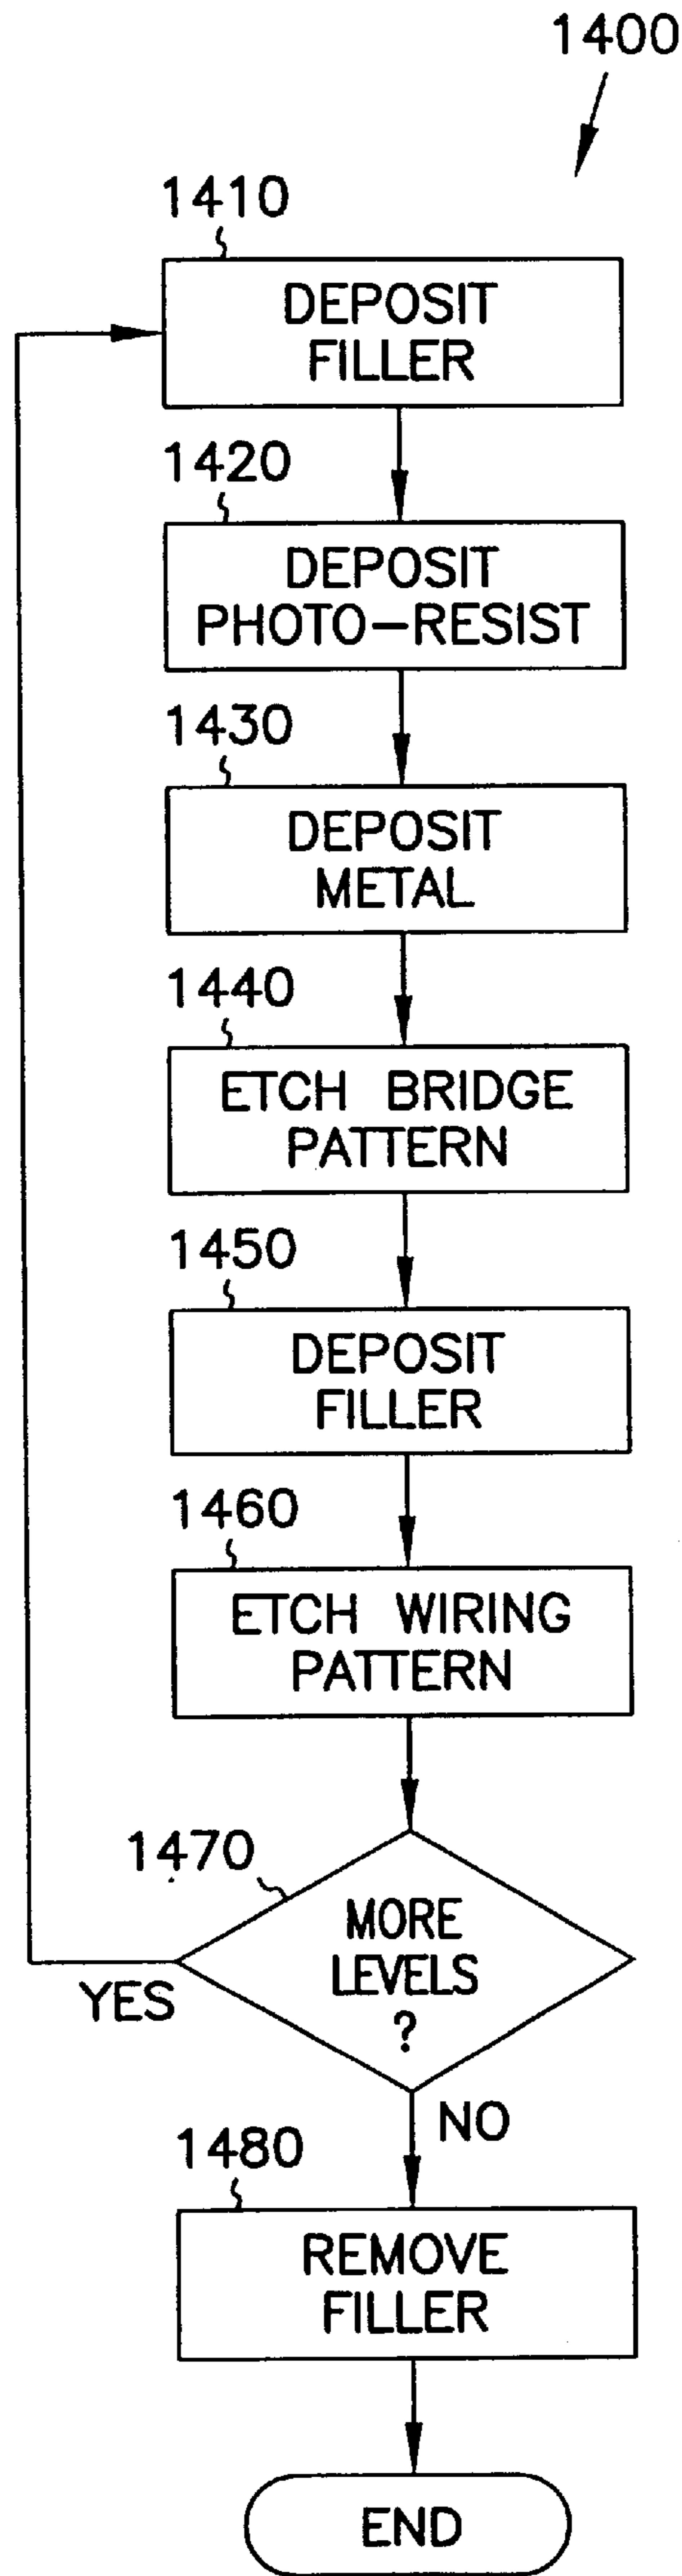 1400
1410
DEPOSIT
FILLER
1420
DEPOSIT
PHOTO-RESIST
1430
DEPOSIT
METAL
1440
ETCH BRIDGE
PATTERN
1450
DEPOSIT
FILLER
1460
ETCH WIRING
PATTERN
1470
MORE
LEVELS
?
YES
NO
1480
REMOVE
FILLER
END